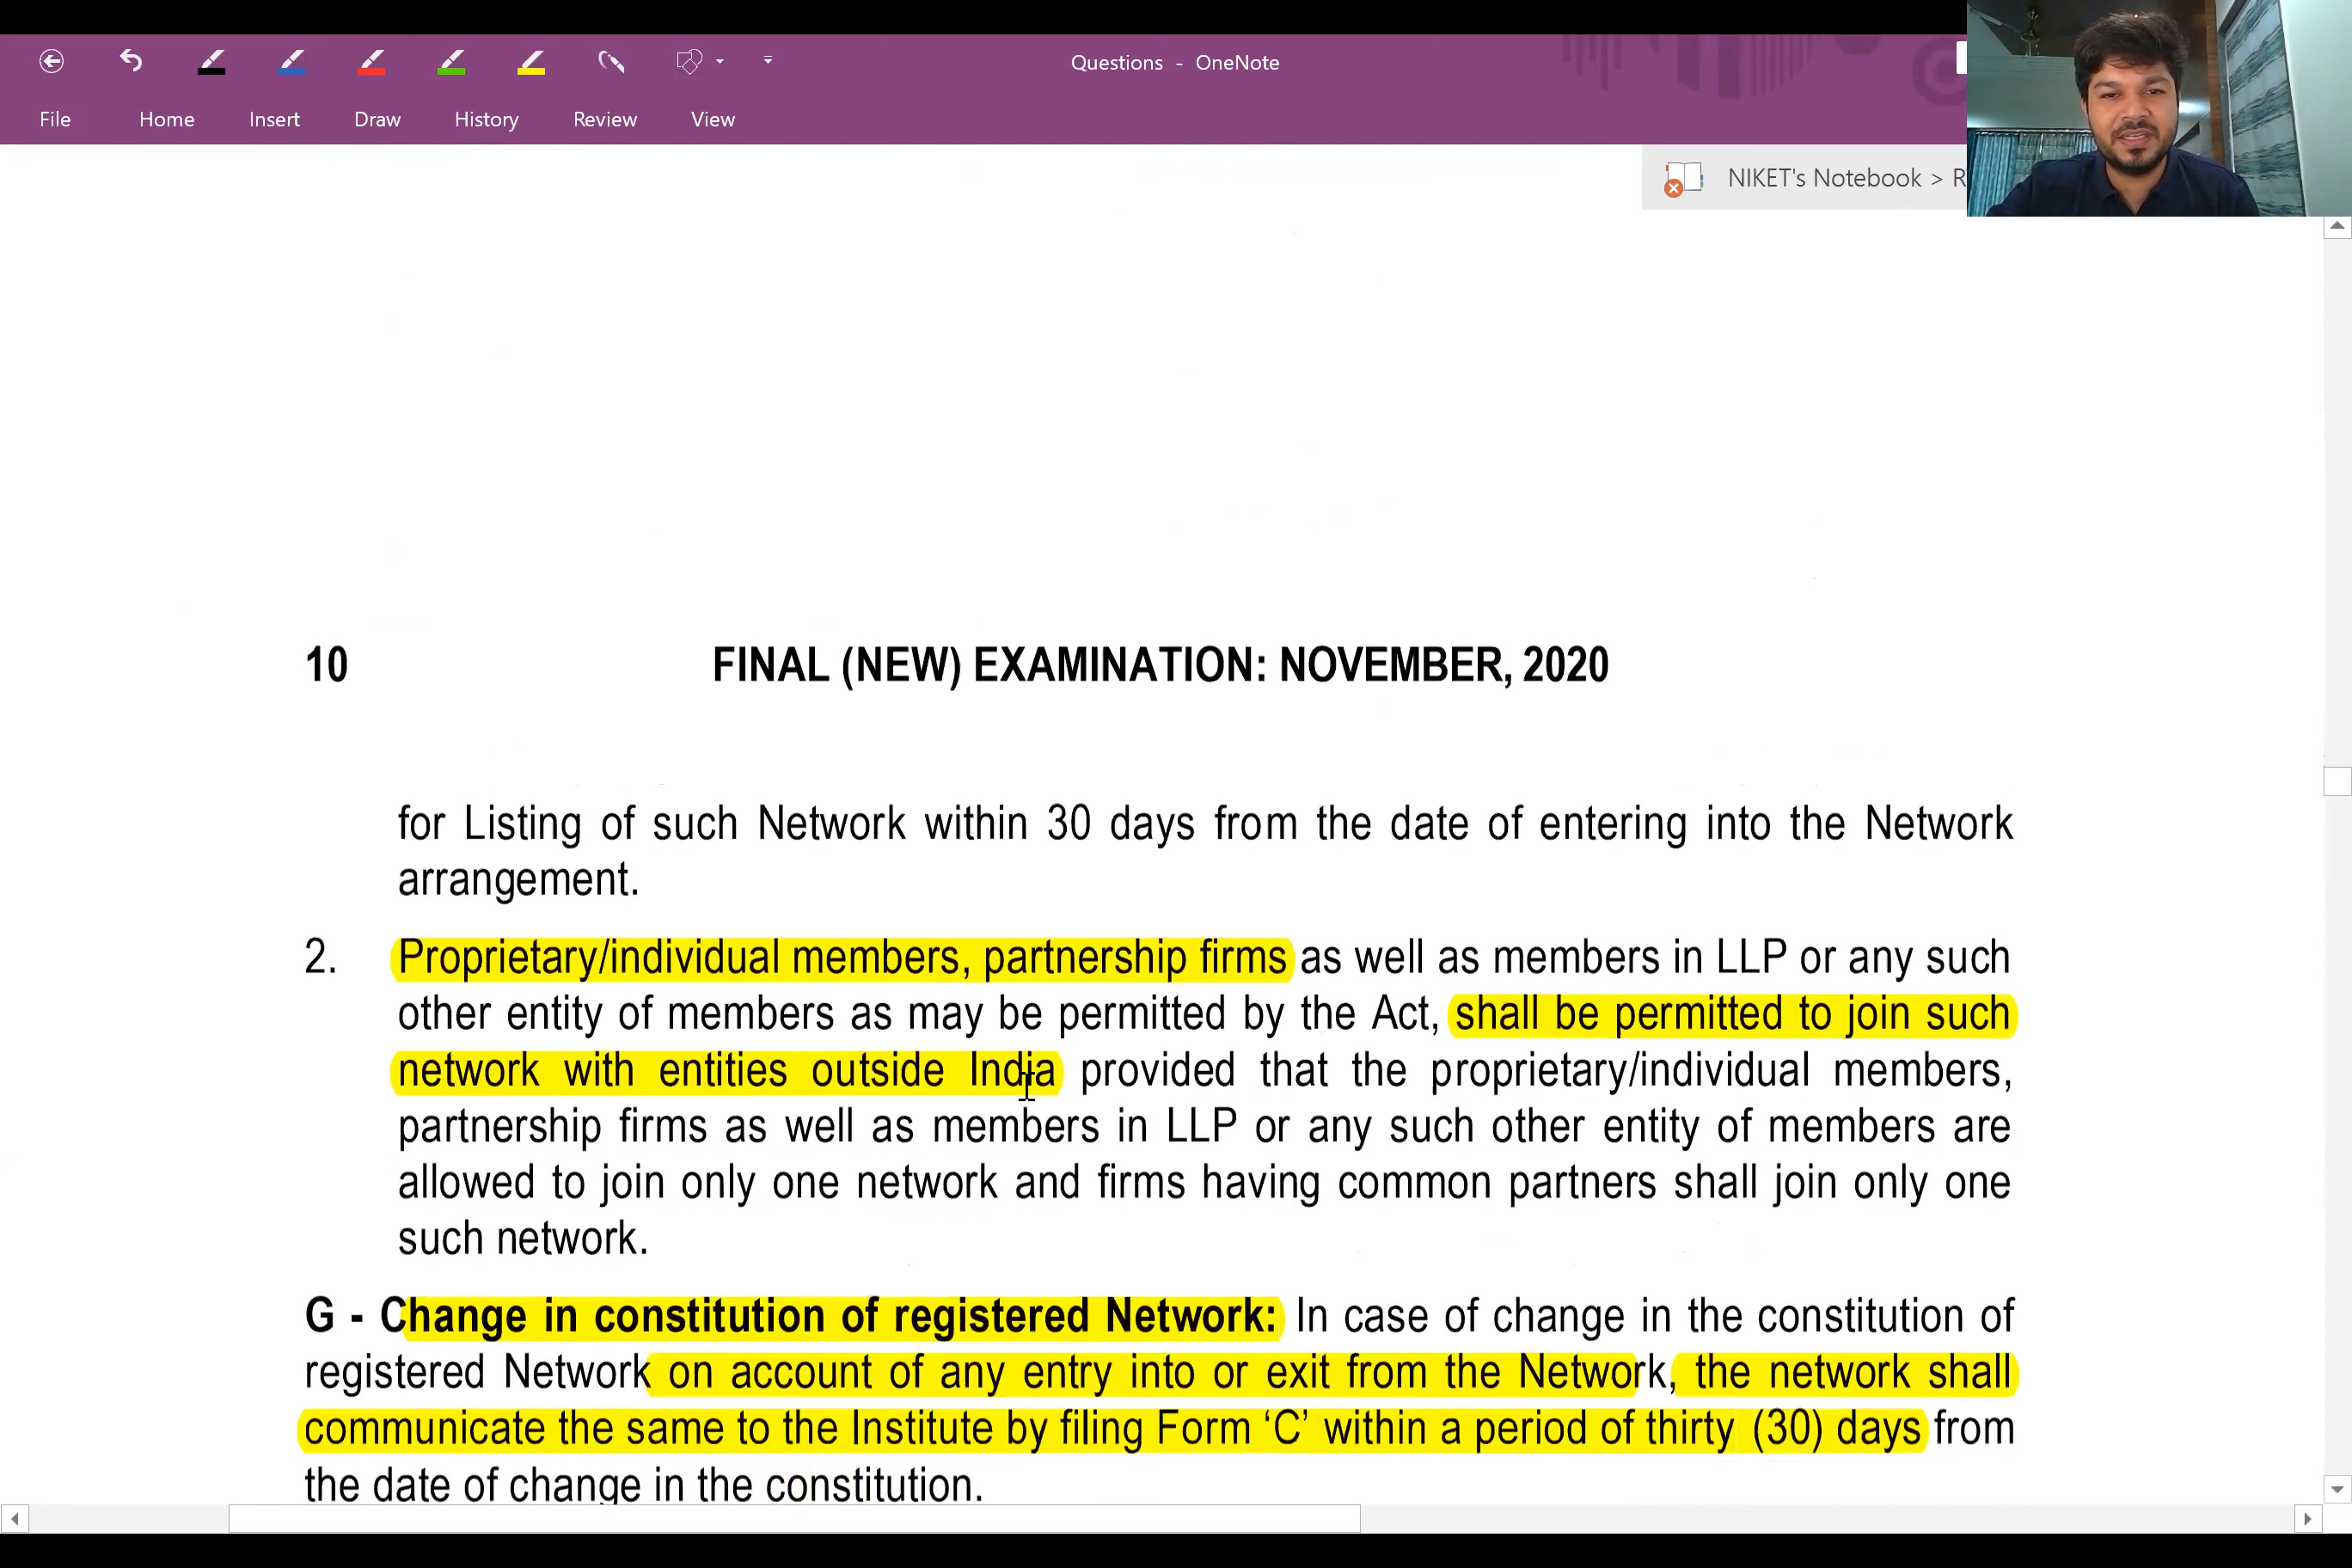 Questions - OneNote
File Home Insert Draw History Review View
NIKET's Notebook > R
10 FINAL (NEW) EXAMINATION: NOVEMBER, 2020
for Listing of such Network within 30 days from the date of entering into the Network
arrangement.
2. Proprietary/individual members, partnership firms as well as members in LLP or any such
other entity of members as may be permitted by the Act, shall be permitted to join such
network with entities outside India provided that the proprietary/individual members,
partnership firms as well as members in LLP or any such other entity of members are
allowed to join only one network and firms having common partners shall join only one
such network.
G - Change in constitution of registered Network: In case of change in the constitution of
registered Network on account of any entry into or exit from the Network, the network shall
communicate the same to the Institute by filing Form ‘C’ within a period of thirty (30) days from
the date of change in the constitution.